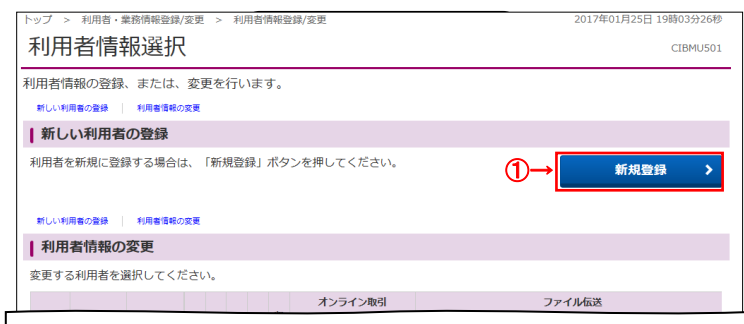 トップ > 利用者・業務情報登録/変更 > 利用者情報登録/変更 2017年01月25日 19時03分26秒
利用者情報選択 CIBMU501
利用者情報の登録、または、変更を行います。
新しい利用者の登録 | 利用者情報の変更
新しい利用者の登録
利用者を新規に登録する場合は、「新規登録」ボタンを押してください。
①→ 新規登録 >
新しい利用者の登録 | 利用者情報の変更
利用者情報の変更
変更する利用者を選択してください。
オンライン取引 ファイル伝送